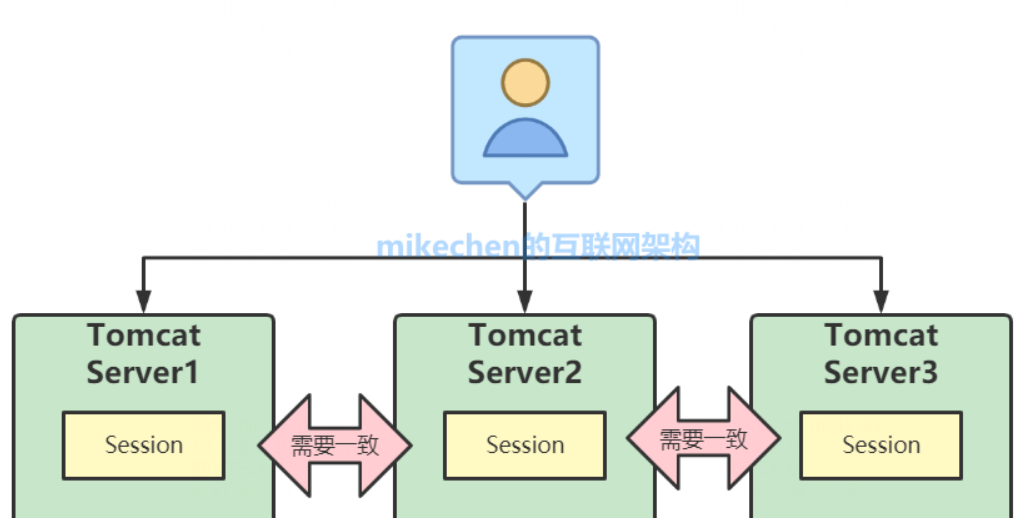 mikechen的互联网架构
Tomcat
Server1
Tomcat
Server2
Tomcat
Server3
Session
需要一致
Session
需要一致
Session